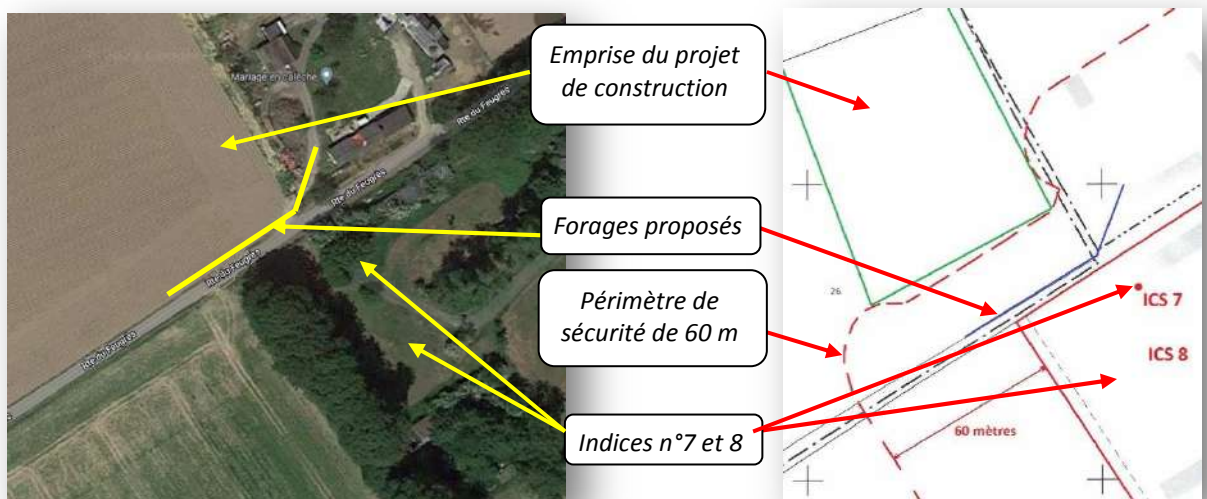 Emprise du projet
de construction
Mariage en calèche
Rte du Feugrès
Rte du Feugrès
Forages proposés
Rte du Feugrès
26
Périmètre de
sécurité de 60 m
ICS 7
Rte du Feugrès
ICS 8
60 mètres
Indices n°7 et 8